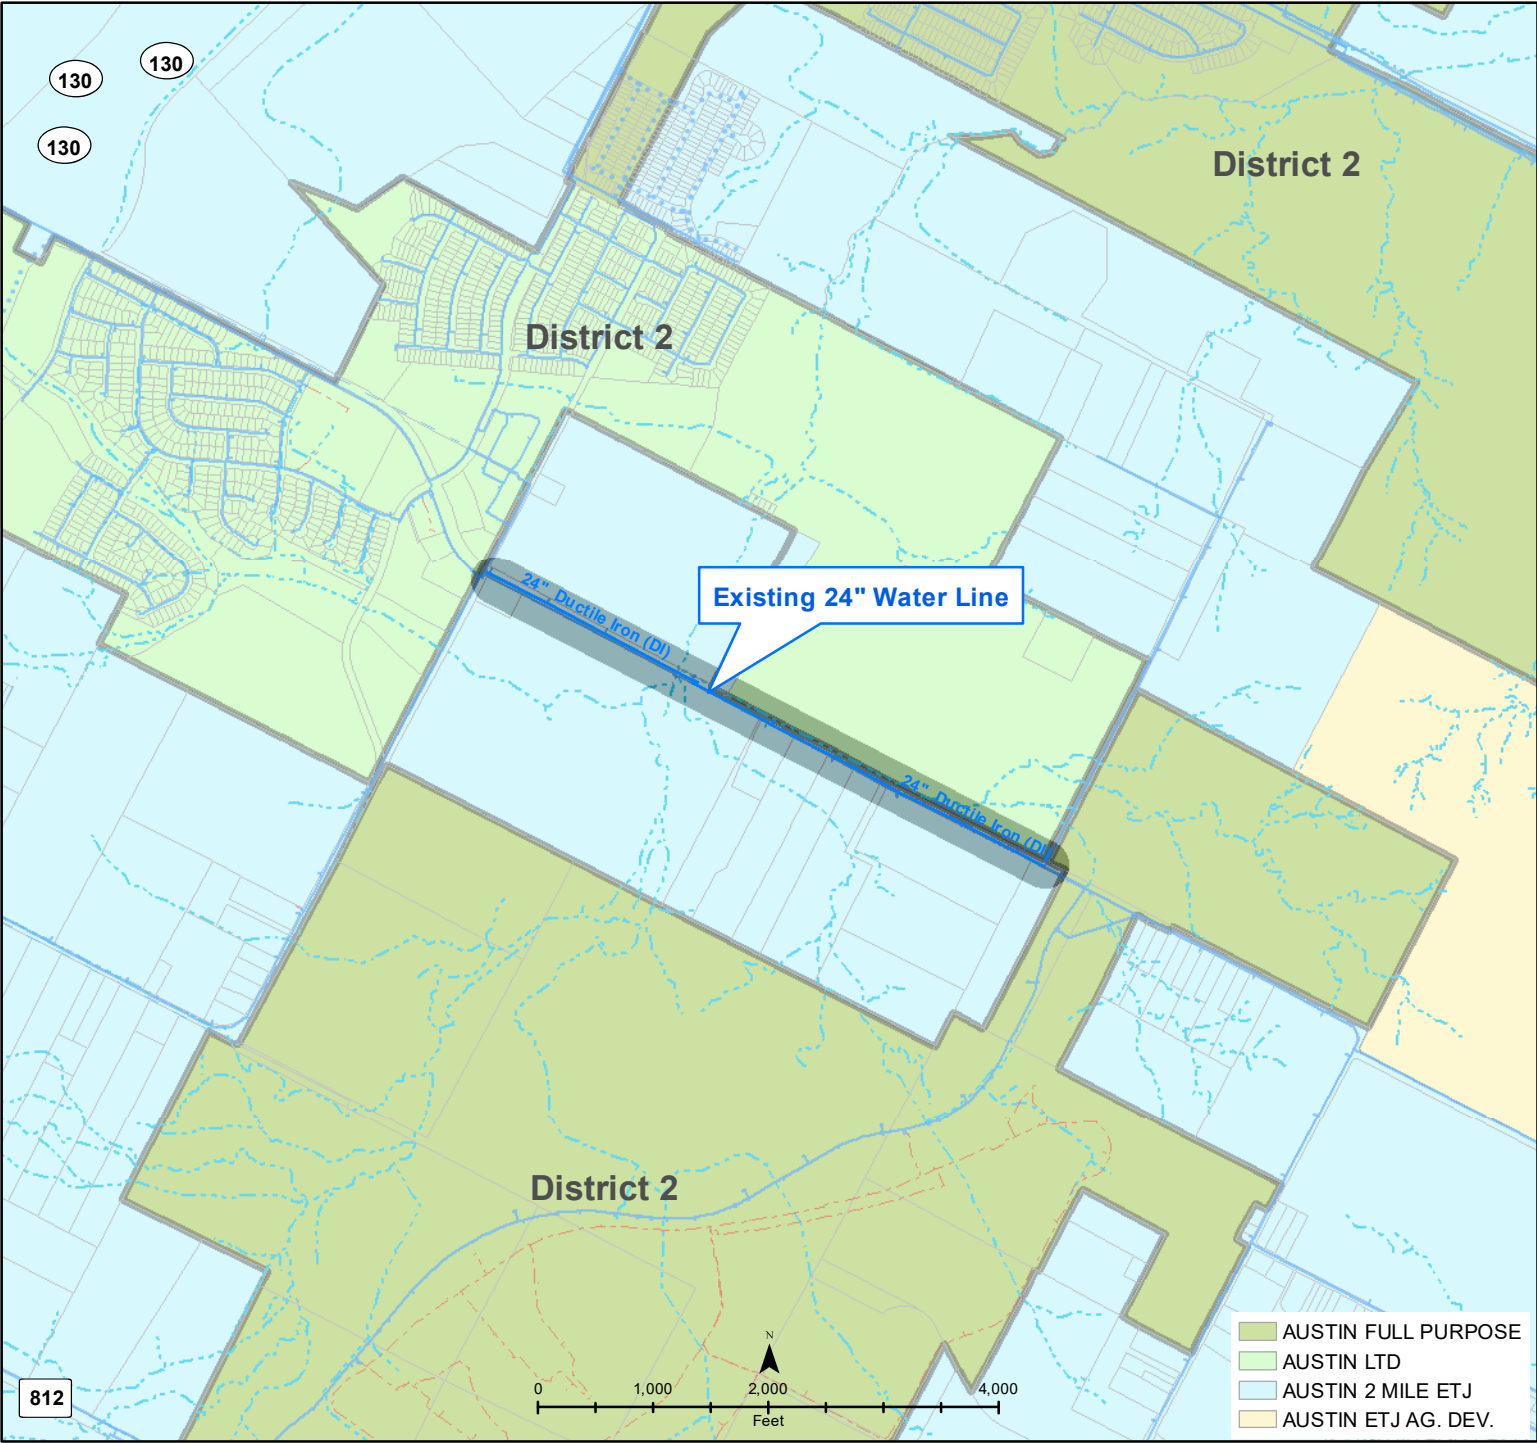 130
130
130
District 2
District 2
24" Ductile Iron (DI)
Existing 24" Water Line
24" Ductile Iron (DI)
District 2
N
0 1,000 2,000 4,000
Feet
812
AUSTIN FULL PURPOSE
AUSTIN LTD
AUSTIN 2 MILE ETJ
AUSTIN ETJ AG. DEV.